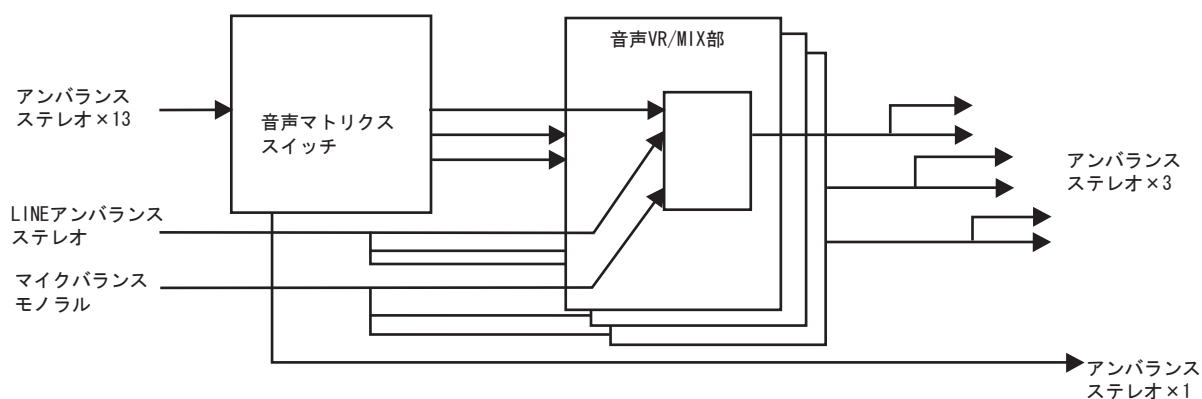 音声VR/MIX部
アンバランス
ステレオ×13
音声マトリクス
スイッチ
アンバランス
ステレオ×3
LINEアンバランス
ステレオ
マイクバランス
モノラル
アンバランス
ステレオ×1